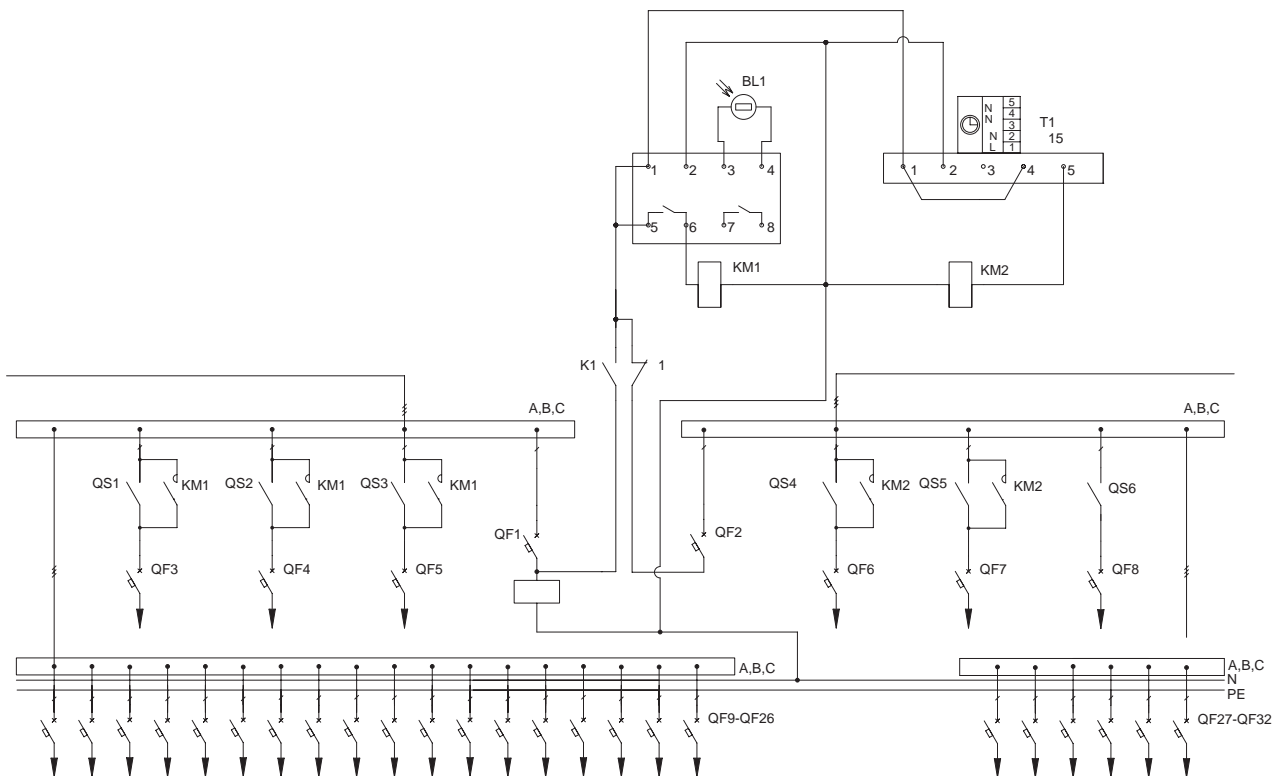 BL1
N 5
N 4
3
N 2
L 1
T1
15
1 2 3 4
1 2 3 4 5
5 6 7 8
KM1
KM2
K1
1
A,B,C
A,B,C
QS1
KM1
QS2
KM1
QS3
KM1
QS4
KM2
QS5
KM2
QS6
QF1
QF2
QF3
QF4
QF5
QF6
QF7
QF8
A,B,C
A,B,C
N
PE
QF9-QF26
QF27-QF32